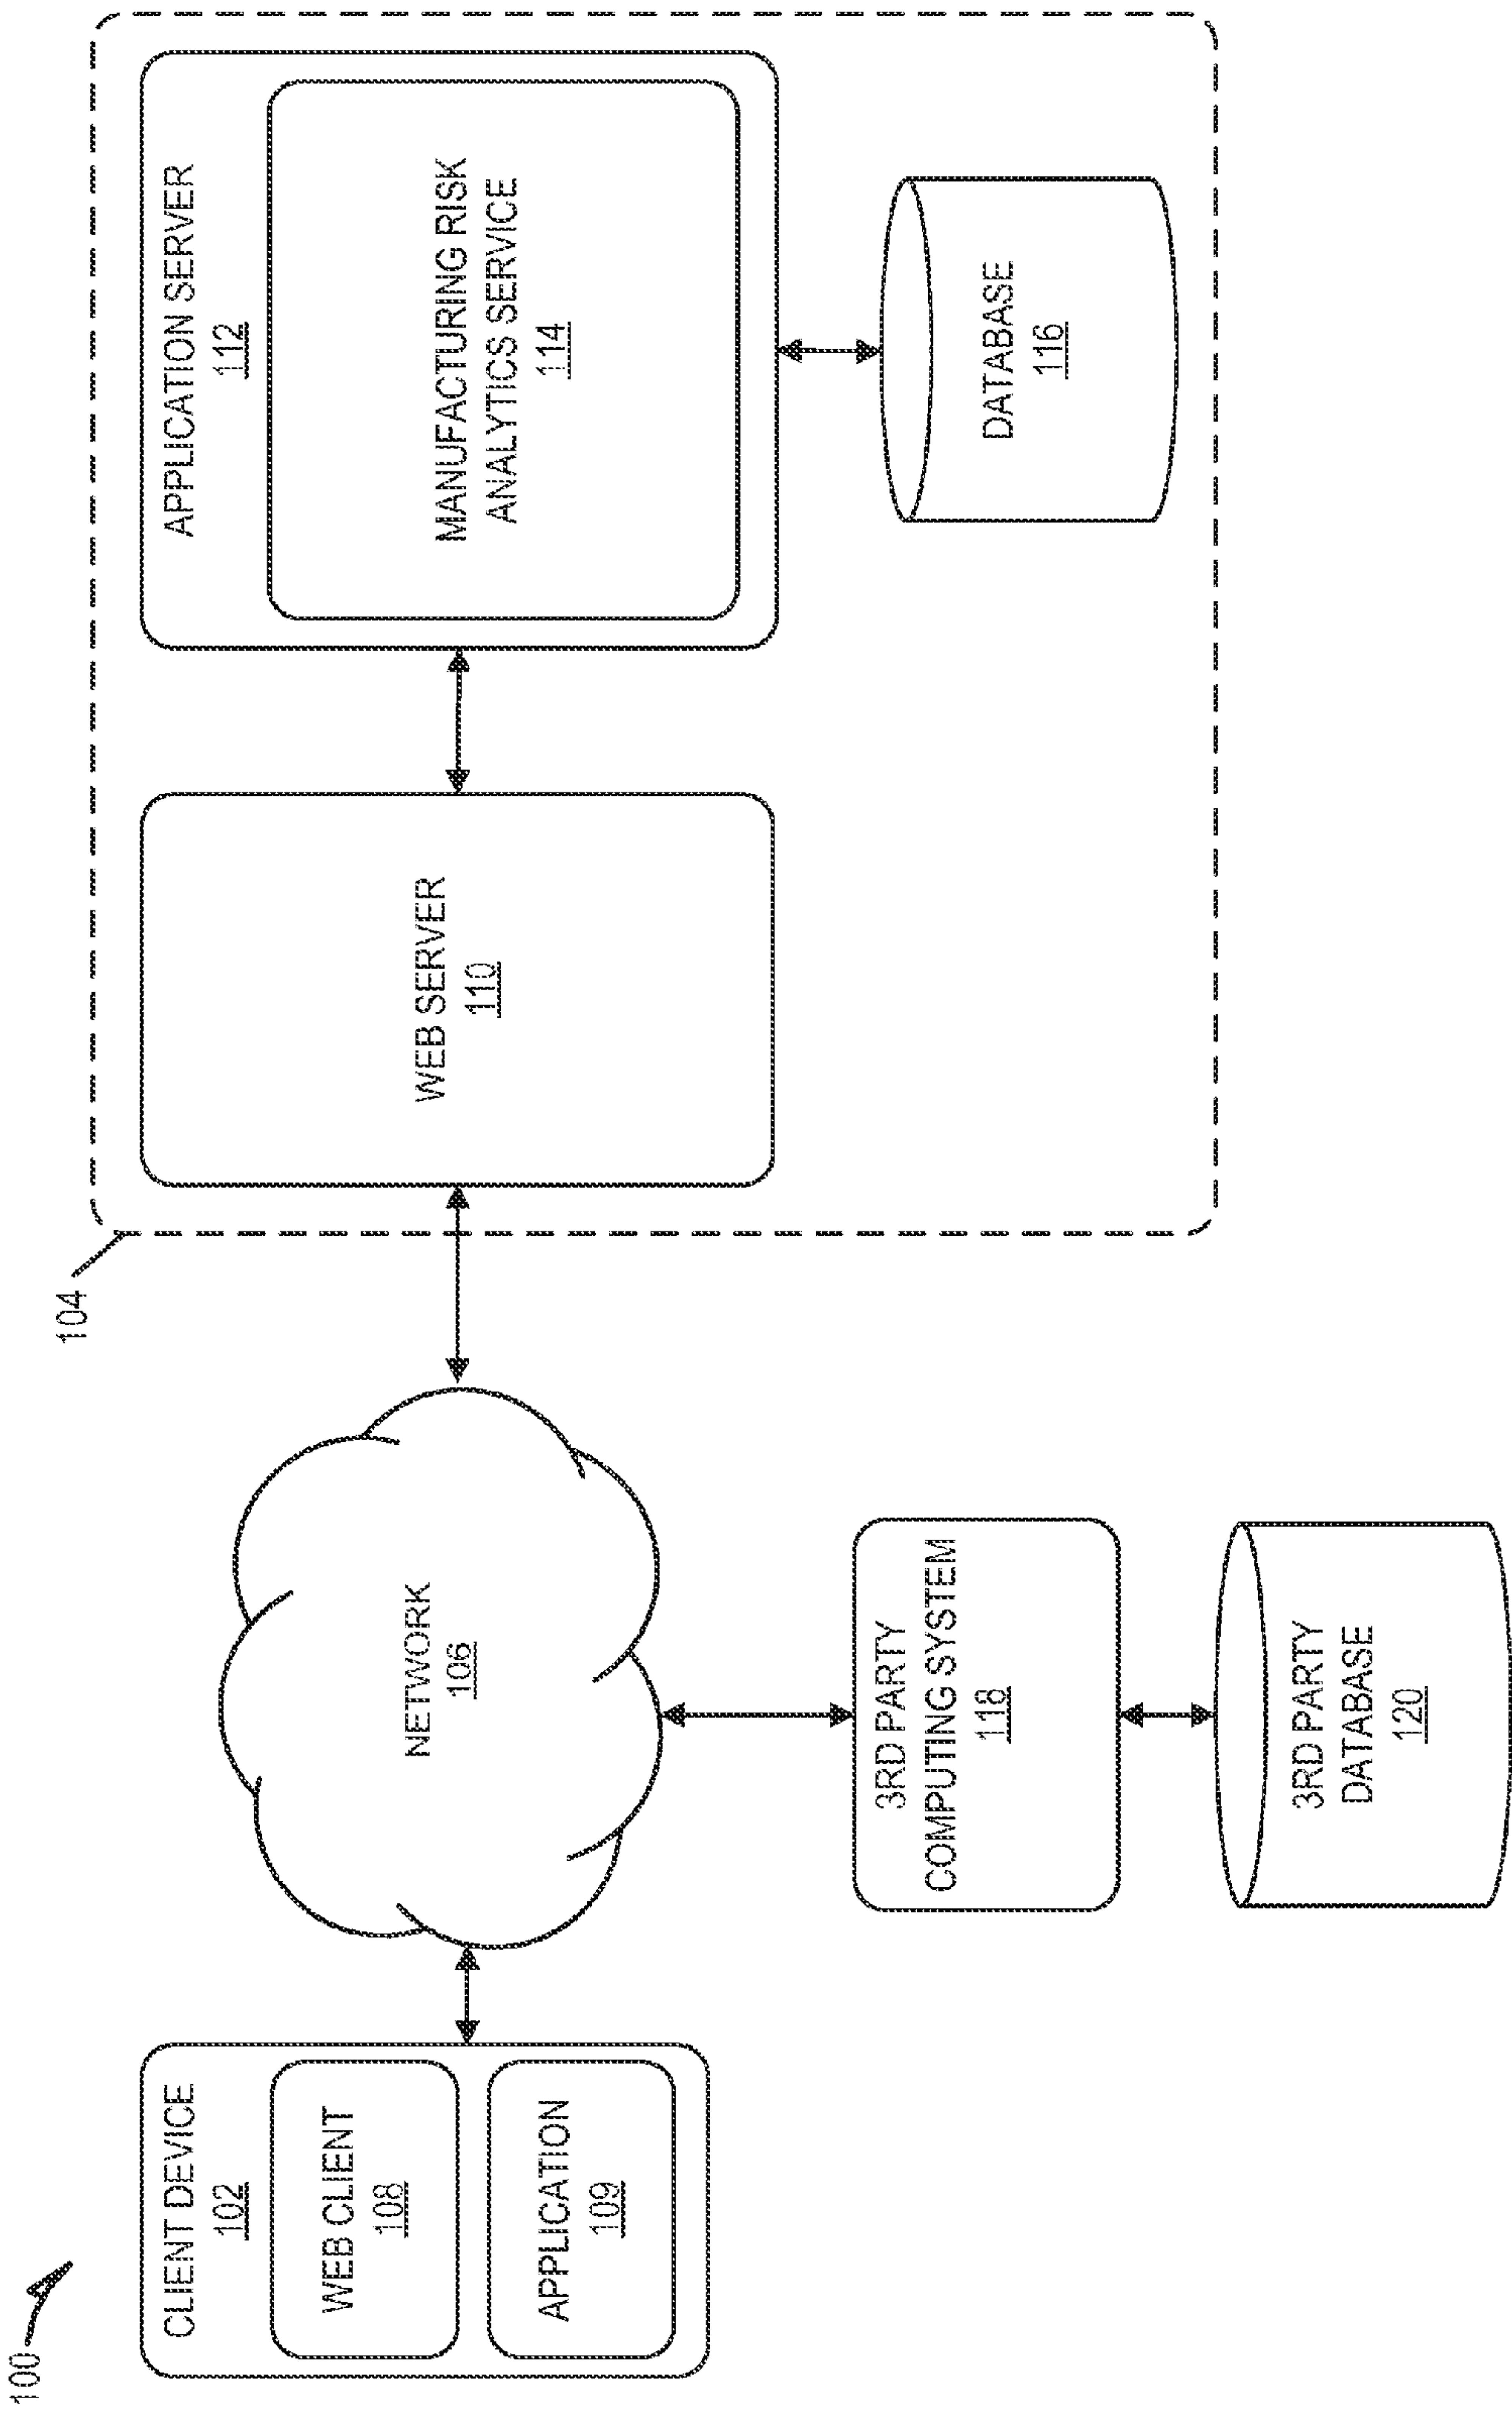 100
CLIENT DEVICE
102
WEB CLIENT
108
APPLICATION
109
NETWORK
106
3RD PARTY
COMPUTING SYSTEM
118
3RD PARTY
DATABASE
120
104
WEB SERVER
110
APPLICATION SERVER
112
MANUFACTURING RISK
ANALYTICS SERVICE
114
DATABASE
116